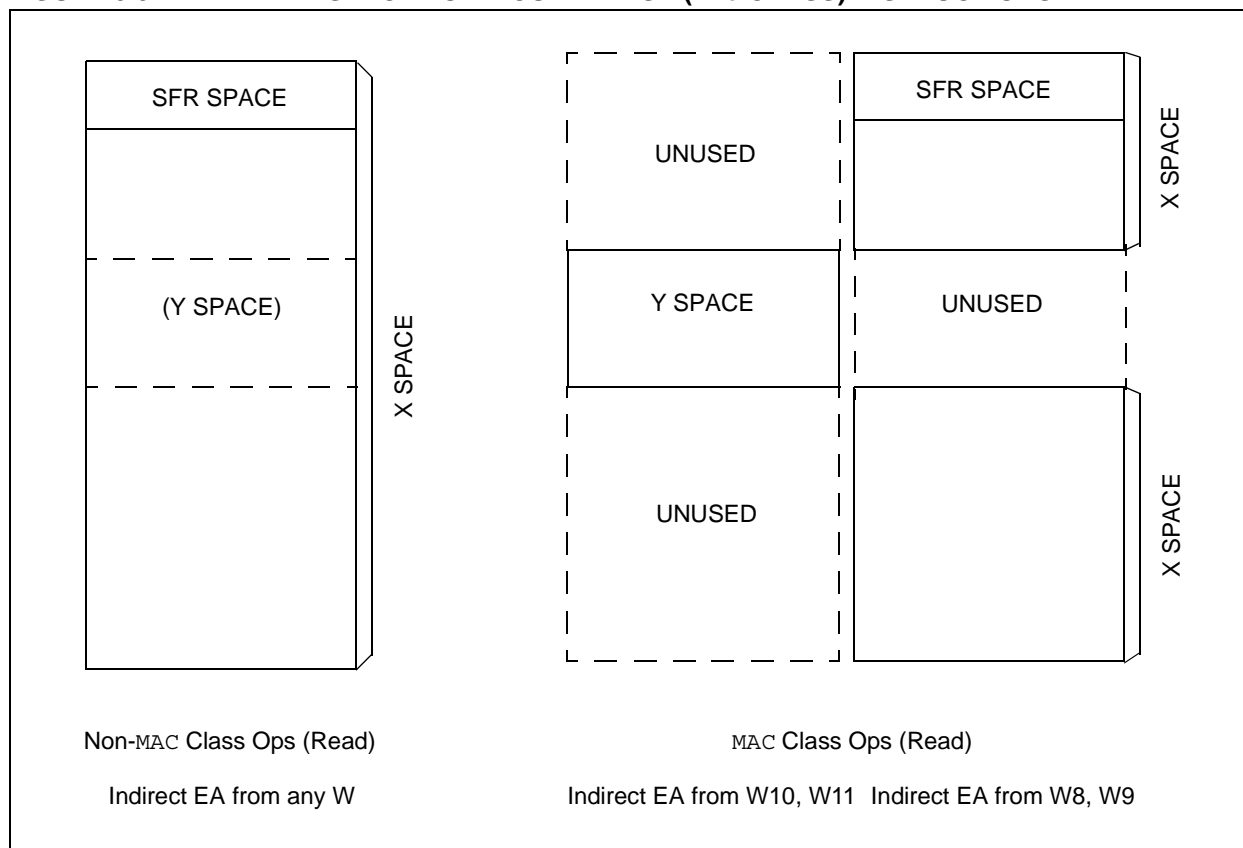 SFR SPACE
(Y SPACE)
X SPACE
UNUSED
Y SPACE
UNUSED
SFR SPACE
UNUSED
X SPACE
X SPACE
Non-MAC Class Ops (Read)
Indirect EA from any W
MAC Class Ops (Read)
Indirect EA from W10, W11 Indirect EA from W8, W9